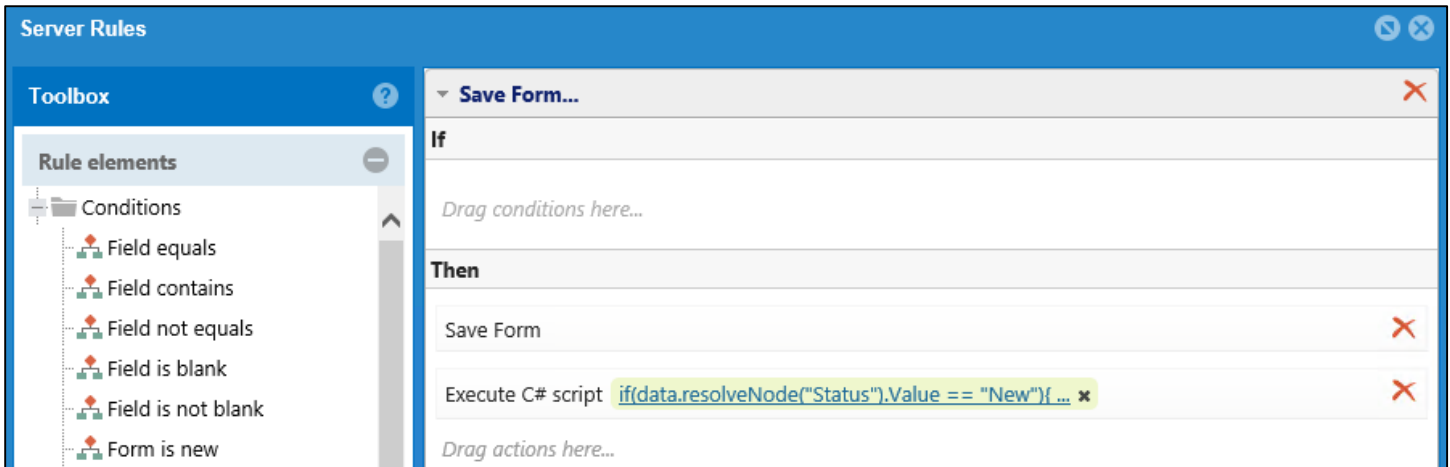 Server Rules
Toolbox
Rule elements
Conditions
Field equals
Field contains
Field not equals
Field is blank
Field is not blank
Form is new
Save Form...
If
Drag conditions here...
Then
Save Form
Execute C# script if(data.resolveNode("Status").Value == "New"){ ...
Drag actions here...